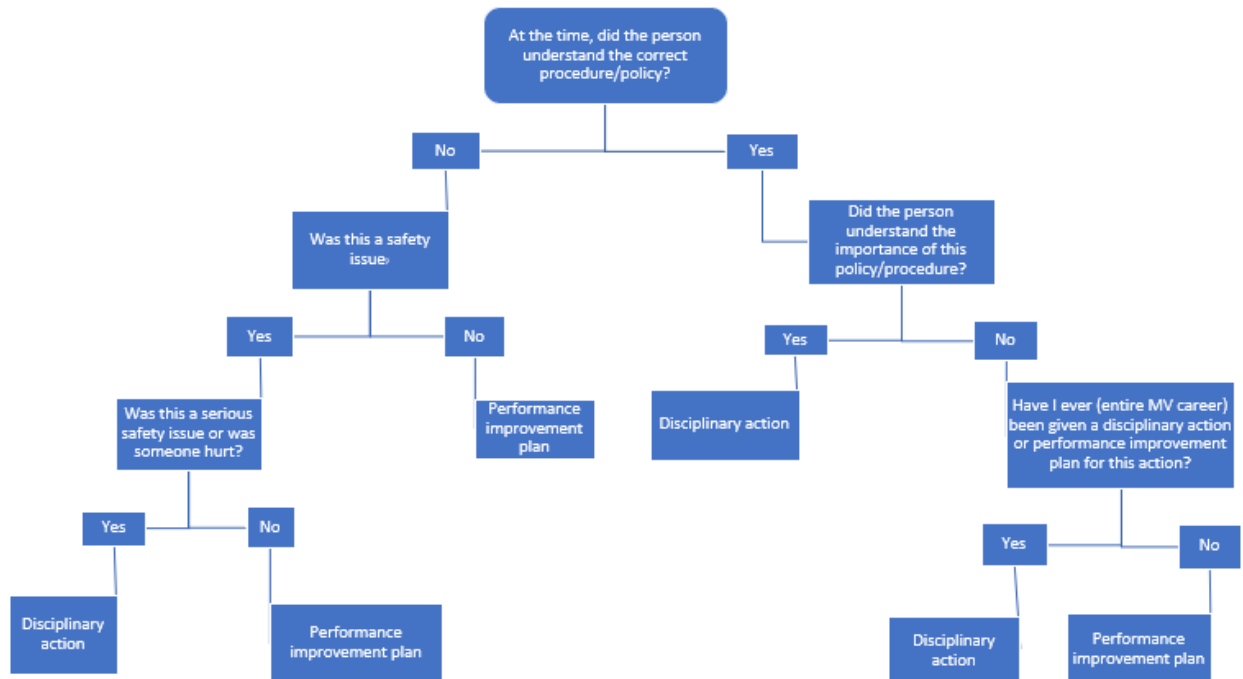 At the time, did the person
understand the correct
procedure/policy?
No
Yes
Was this a safety
issue?
Did the person
understand the
importance of this
policy/procedure?
Yes
No
Yes
No
Was this a serious
safety issue or was
someone hurt?
Performance
improvement
plan
Disciplinary action
Have I ever (entire MV career)
been given a disciplinary action
or performance improvement
plan for this action?
Yes
No
Yes
No
Disciplinary
action
Performance
improvement plan
Disciplinary
action
Performance
improvement plan